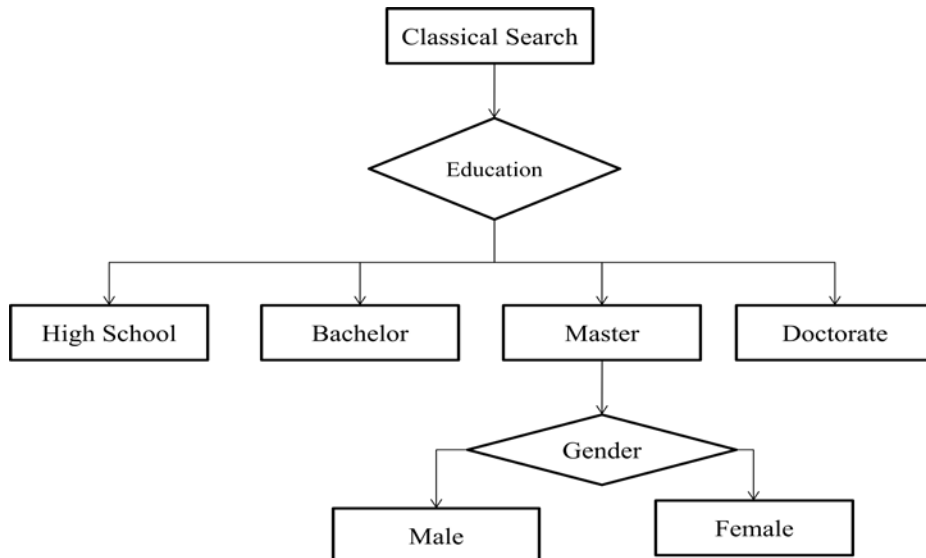 Classical Search
Education
High School
Bachelor
Master
Doctorate
Gender
Male
Female